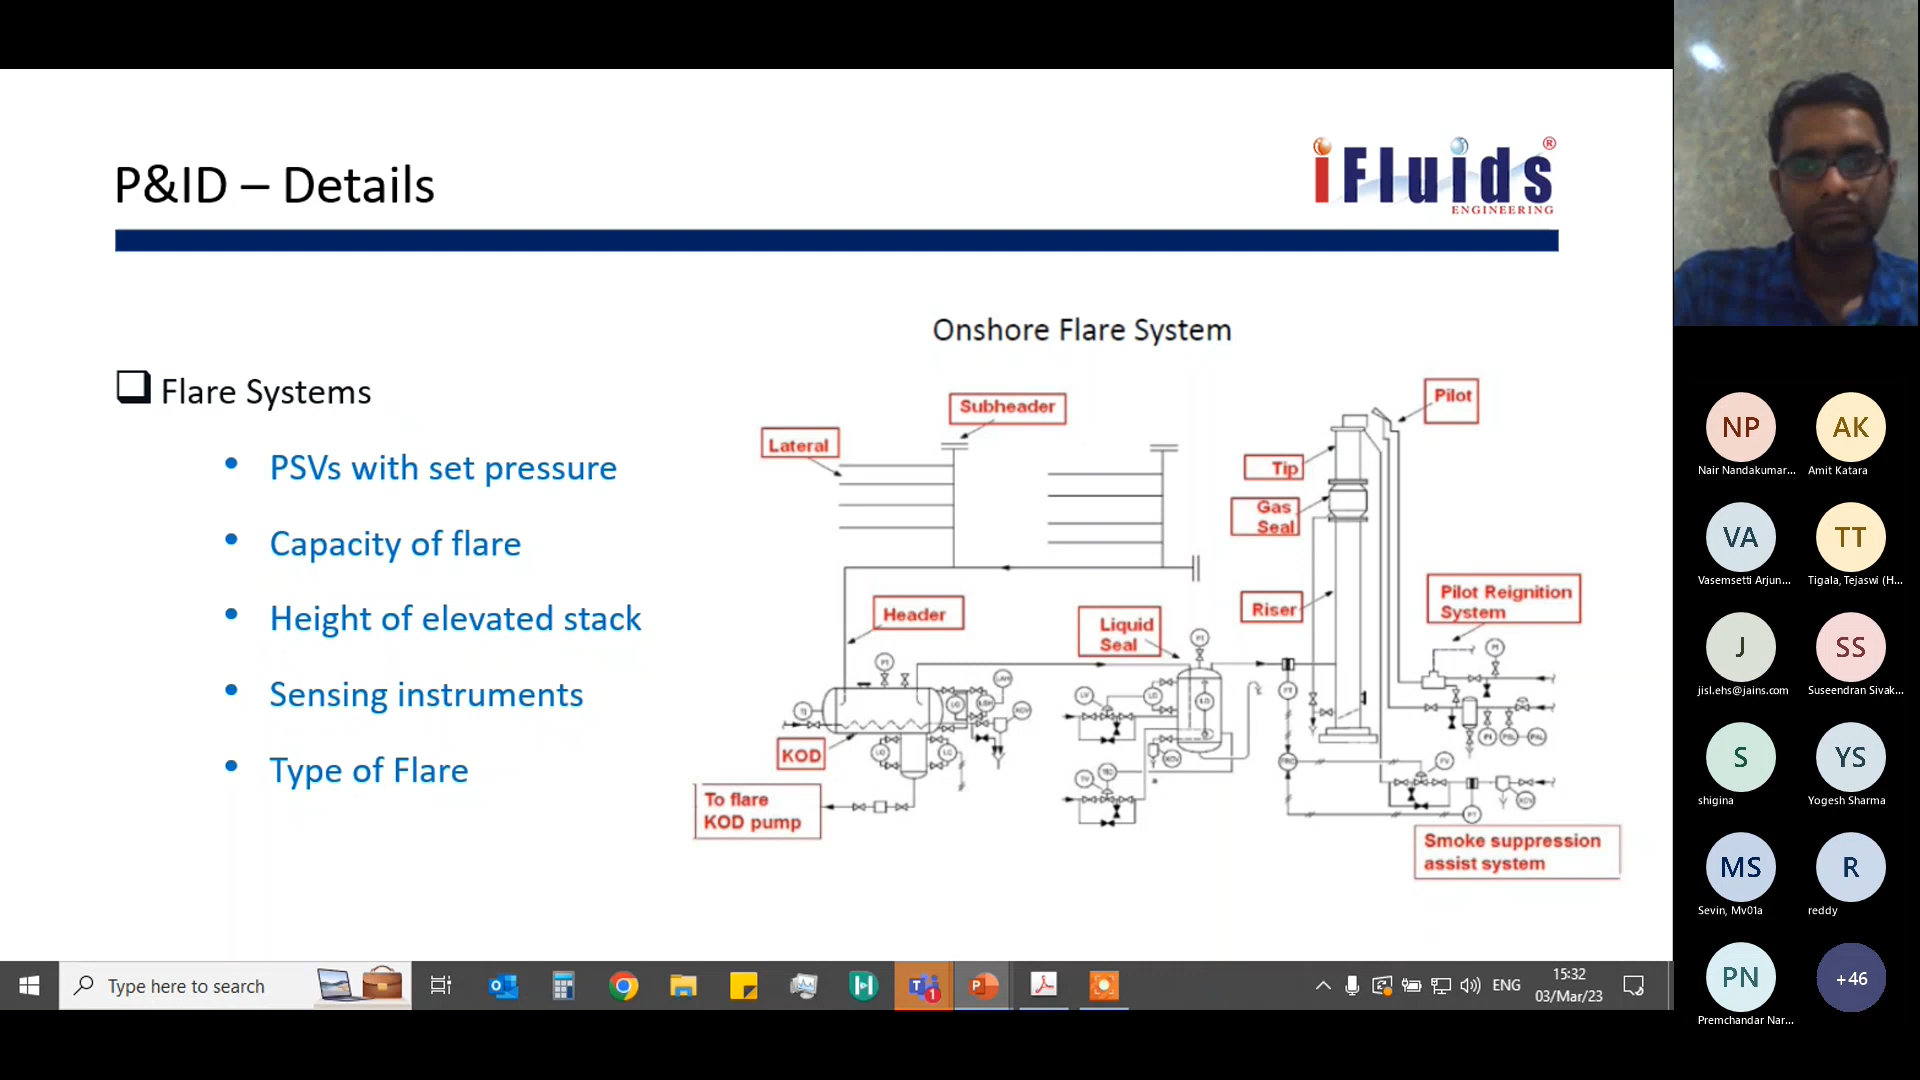 P&ID – Details
iFluids®
ENGINEERING
Onshore Flare System
Flare Systems
• PSVs with set pressure
• Capacity of flare
• Height of elevated stack
• Sensing instruments
• Type of Flare
Subheader
Lateral
Pilot
Tip
Gas
Seal
Header
Liquid
Seal
Riser
Pilot Reignition
System
KOD
To flare
KOD pump
Smoke suppression
assist system
NP
Nair Nandakumar...
AK
Amit Katara
VA
Vasemsetti Arjun...
TT
Tigala, Tejaswi (H...
J
jisl.ehs@jains.com
SS
Suseendran Sivak...
S
shigina
YS
Yogesh Sharma
MS
Sevin, Mv01a
R
reddy
PN
Premchandar Nar...
+46
Type here to search
1
ENG
15:32
03/Mar/23